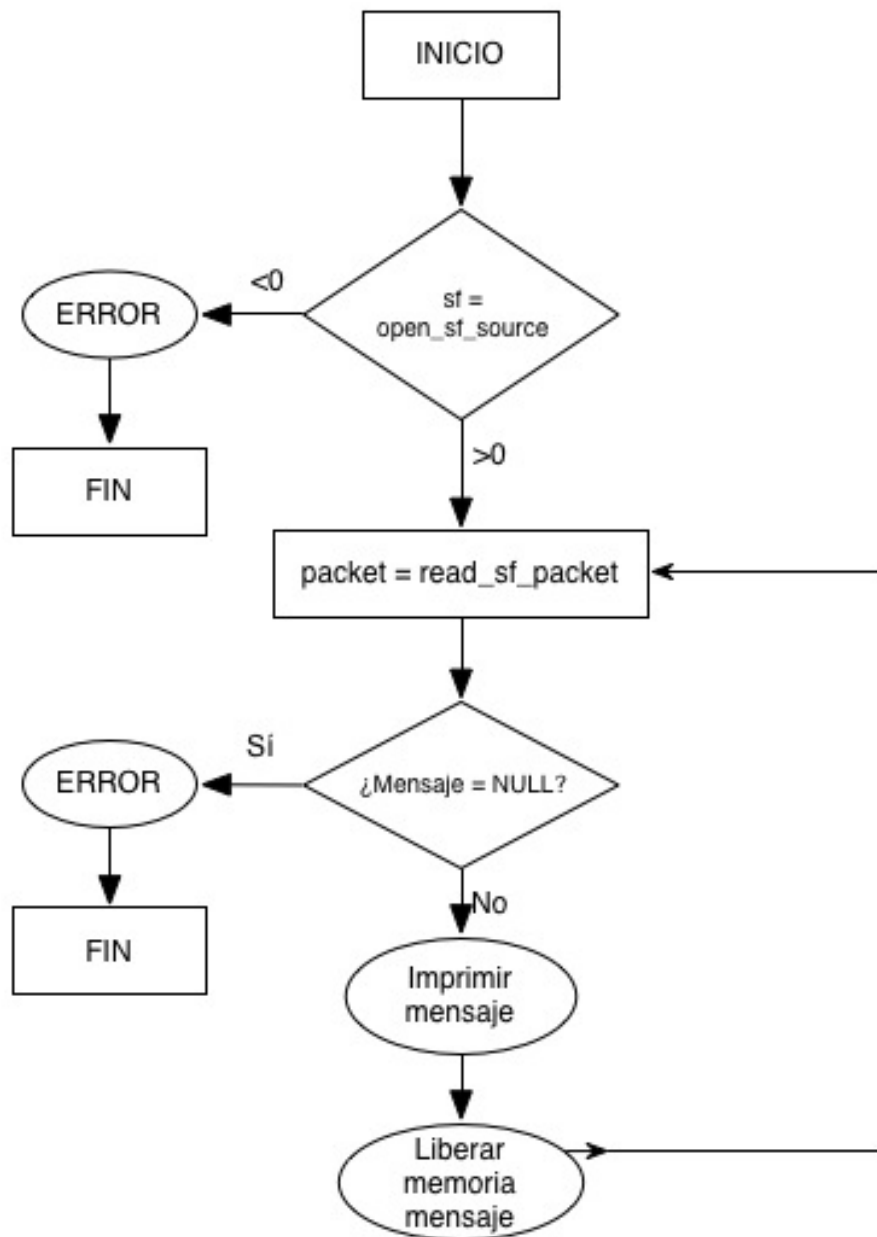 INICIO
<0
sf =
open_sf_source
ERROR
>0
FIN
packet = read_sf_packet
Sí
¿Mensaje = NULL?
ERROR
No
FIN
Imprimir
mensaje
Liberar
memoria
mensaje